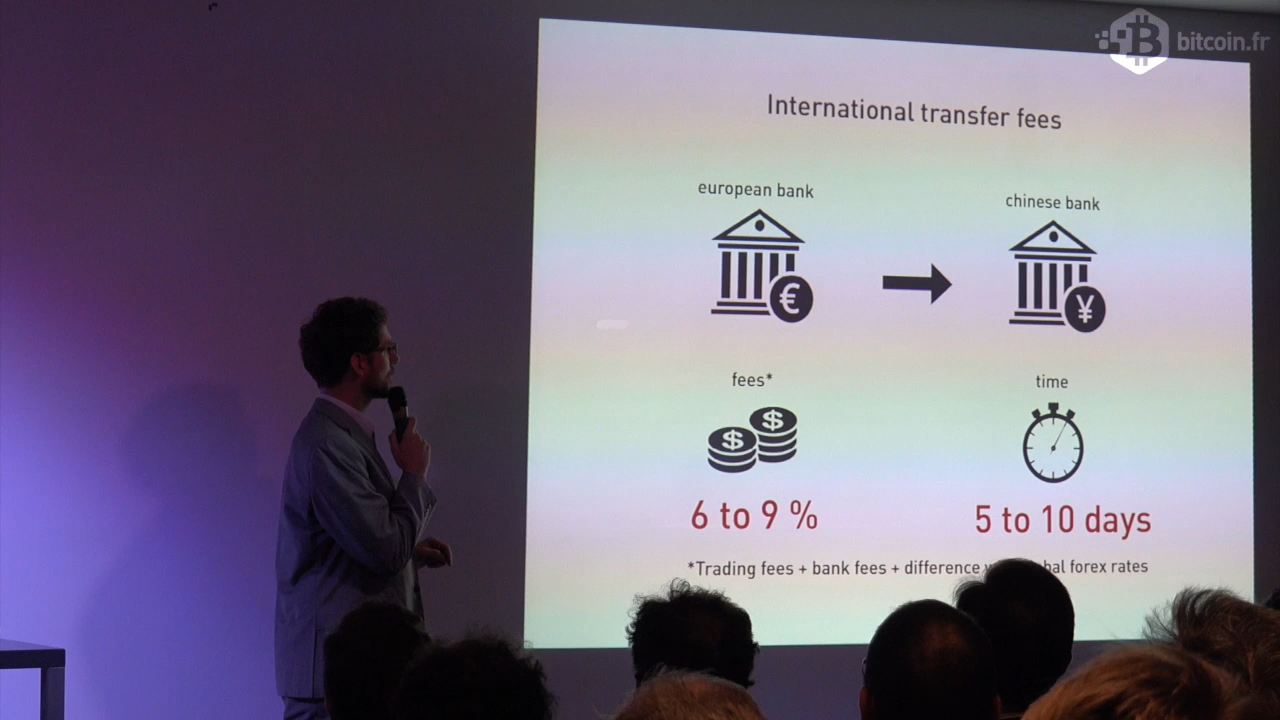 bitcoin.fr
International transfer fees
european bank
chinese bank
€
¥
fees*
time
$ $
6 to 9 %
5 to 10 days
*Trading fees + bank fees + difference forex rates